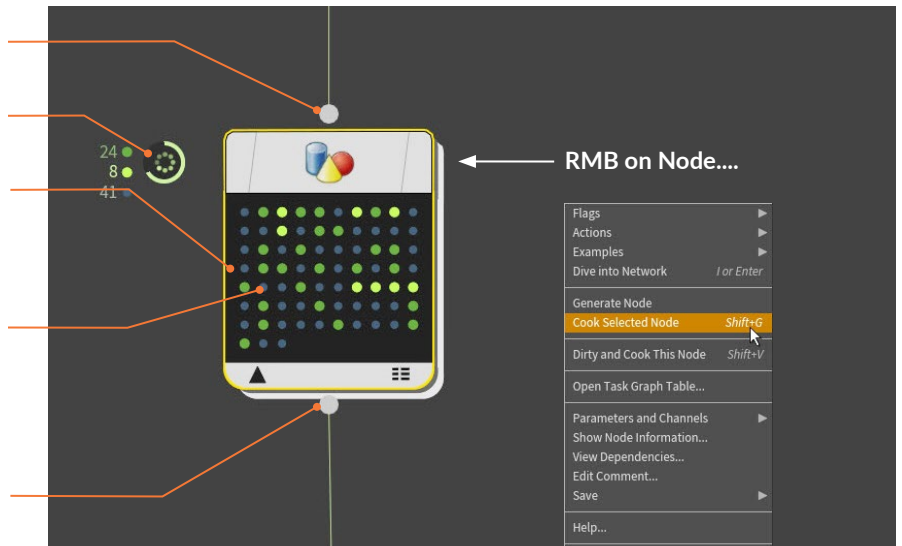 24
8
41
RMB on Node....
Flags
Actions
Examples
Dive into Network I or Enter
Generate Node
Cook Selected Node Shift+G
Dirty and Cook This Node Shift+V
Open Task Graph Table...
Parameters and Channels
Show Node Information...
View Dependencies...
Edit Comment...
Save
Help...